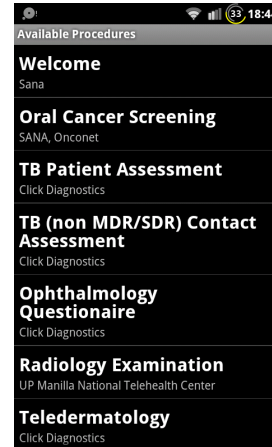 33 18:4
Available Procedures
Welcome
Sana
Oral Cancer Screening
SANA, Onconet
TB Patient Assessment
Click Diagnostics
TB (non MDR/SDR) Contact
Assessment
Click Diagnostics
Ophthalmology
Questionaire
Click Diagnostics
Radiology Examination
UP Manilla National Telehealth Center
Teledermatology
Click Diagnostics